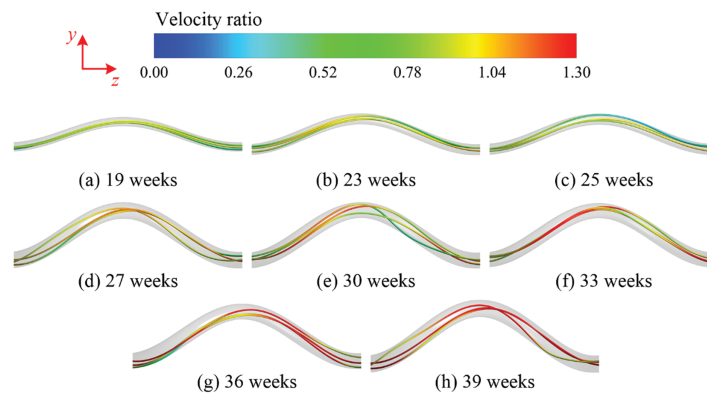 Velocity ratio
y
z
0.00 0.26 0.52 0.78 1.04 1.30
(a) 19 weeks (b) 23 weeks (c) 25 weeks
(d) 27 weeks (e) 30 weeks (f) 33 weeks
(g) 36 weeks (h) 39 weeks